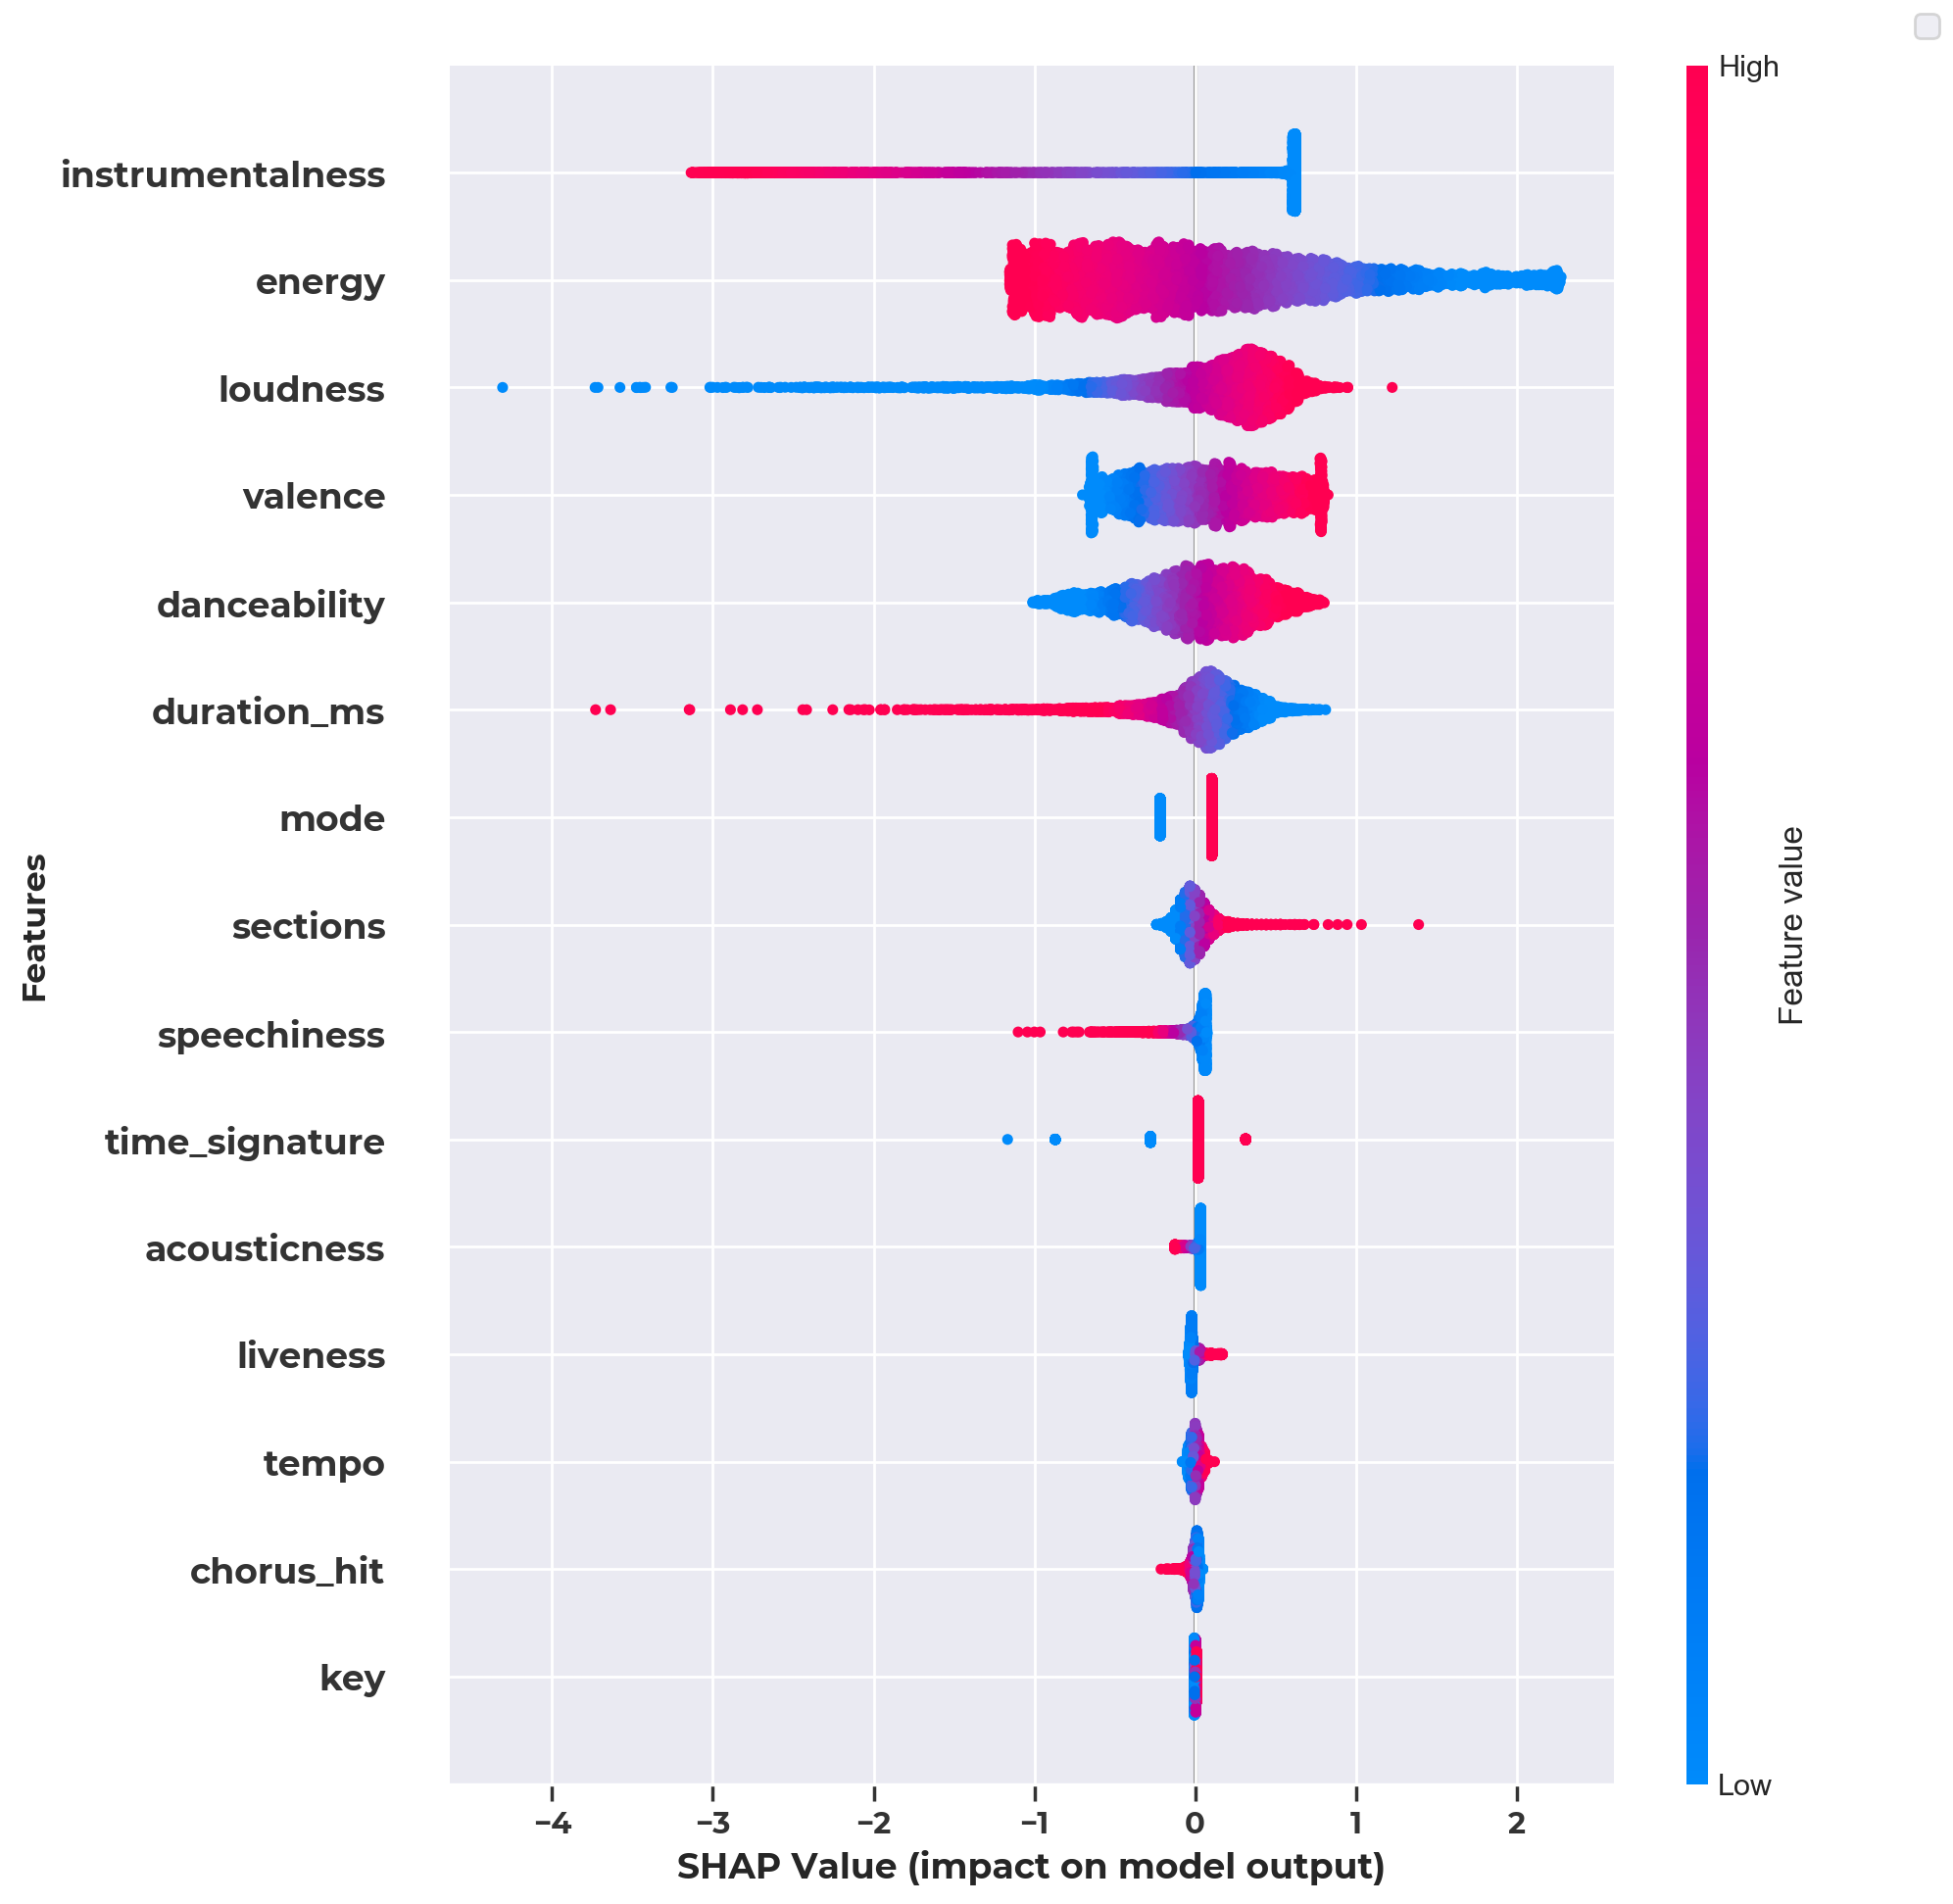 High
instrumentalness
energy
loudness
valence
danceability
duration_ms
mode
sections
speechiness
time_signature
acousticness
liveness
tempo
chorus_hit
key
Features
−4 −3 −2 −1 0 1 2
SHAP Value (impact on model output)
Feature value
Low